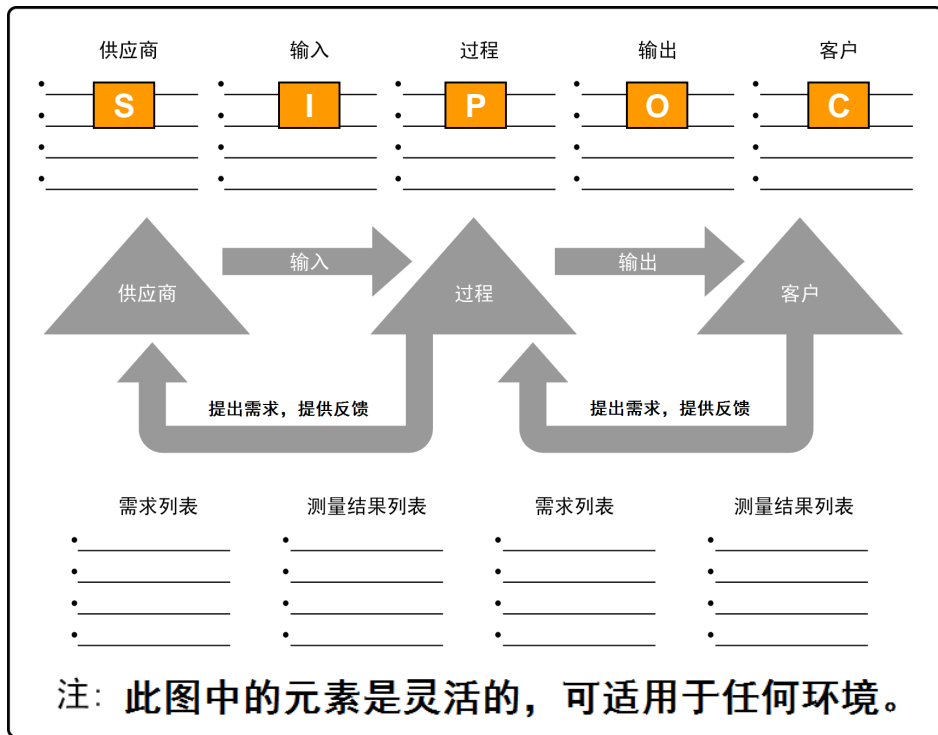 供应商 输入 过程 输出 客户
S I P O C
输入 输出
供应商 过程 客户
提出需求，提供反馈 提出需求，提供反馈
需求列表 测量结果列表 需求列表 测量结果列表
注：此图中的元素是灵活的，可适用于任何环境。